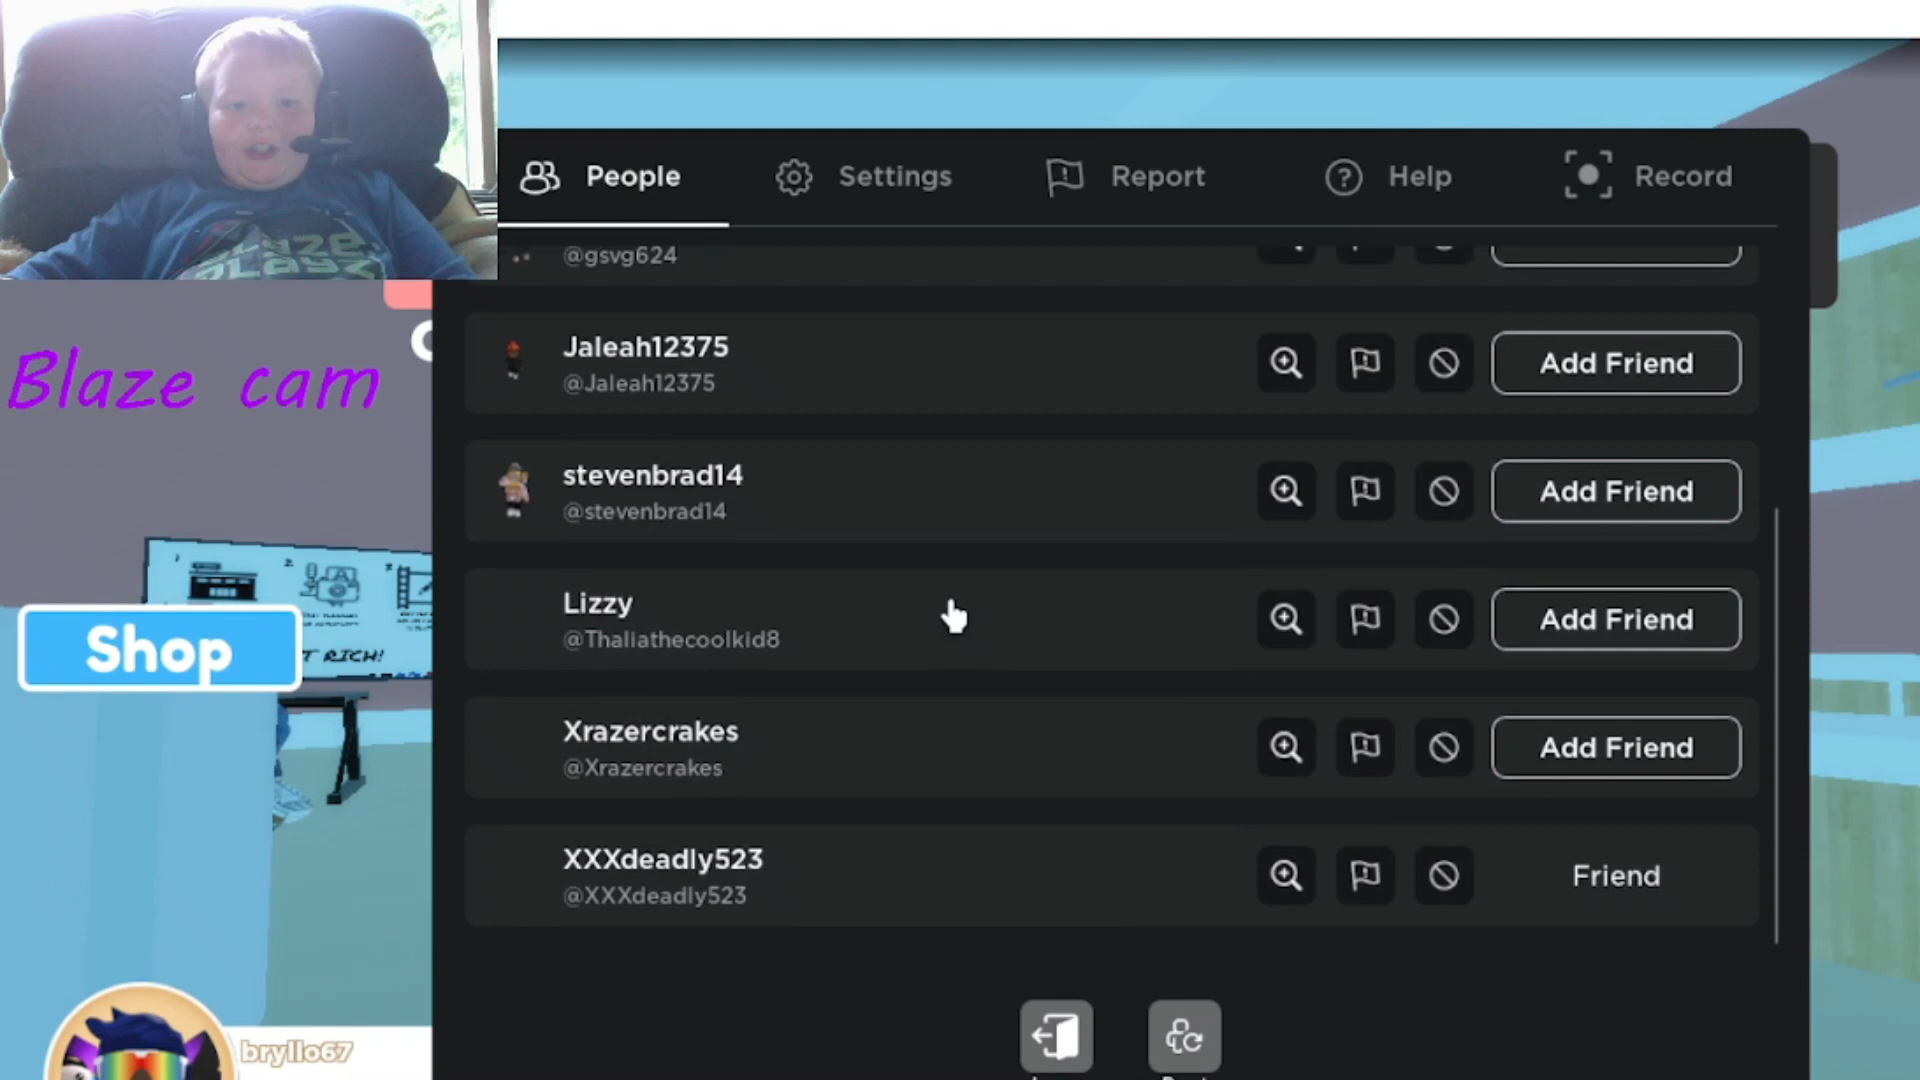 People
Settings
Report
Help
Record
@gsvg624
Jaleah12375
@Jaleah12375
Add Friend
stevenbrad14
@stevenbrad14
Add Friend
Lizzy
@Thaliathecoolkid8
Add Friend
Xrazercrakes
@Xrazercrakes
Add Friend
XXXdeadly523
@XXXdeadly523
Friend
Blaze cam
RICH!
Shop
bryllo67